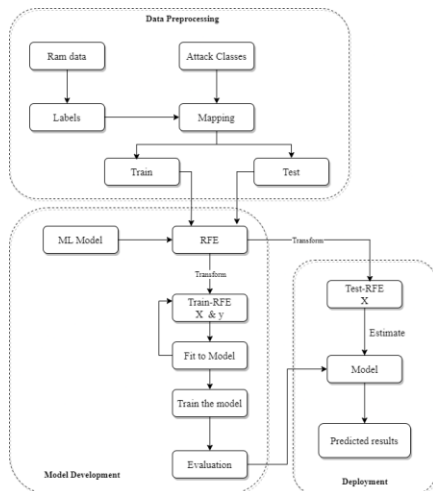 Data Preprocessing
Ram data
Attack Classes
Labels
Mapping
Train
Test
ML Model
RFE
Transform
Transform
Train-RFE
X & y
Test-RFE
X
Estimate
Fit to Model
Model
Train the model
Predicted results
Evaluation
Model Development
Deployment